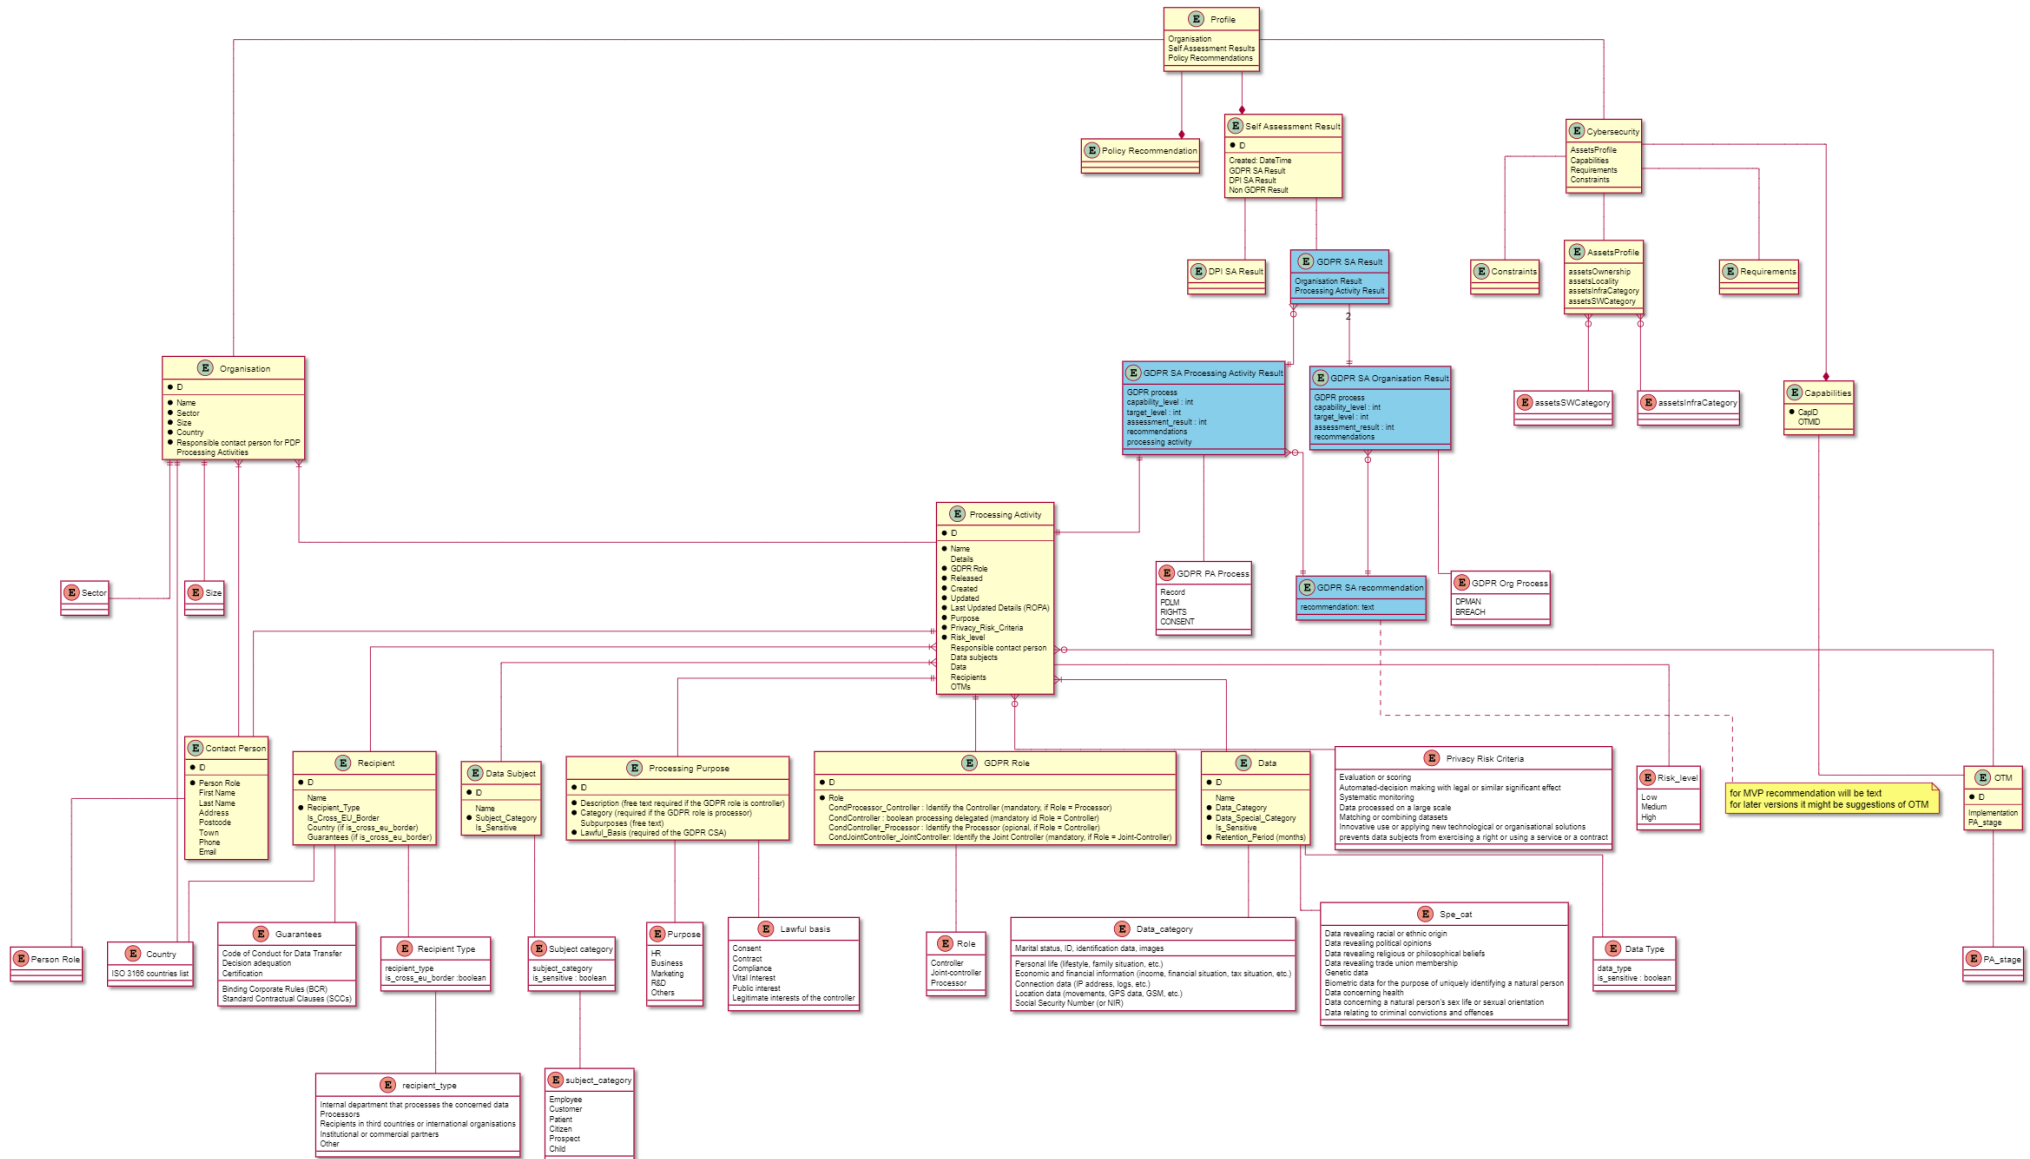 E Profile
Organisation
Self Assessment Results
Policy Recommendations
E Policy Recommendation
E Self Assessment Result
ID
Created: DateTime
GDPR SA Result
DPI SA Result
Non GDPR Result
E Cybersecurity
AssetsProfile
Capabilities
Requirements
Constraints
E DPI SA Result
E GDPR SA Result
Organisation Result
Processing Activity Result
2
E Constraints
E AssetsProfile
assetsOwnership
assetsLocality
assetsInfraCategory
assetsSWCategory
E Requirements
E Organisation
ID
Name
Sector
Size
Country
Responsible contact person for PDP
Processing Activities
E GDPR SA Processing Activity Result
GDPR process
capability_level : int
target_level : int
assessment_result : int
recommendations
processing activity
E GDPR SA Organisation Result
GDPR process
capability_level : int
target_level : int
assessment_result : int
recommendations
E assetsSWCategory
E assetsInfraCategory
E Capabilities
CapID
OTMID
E Processing Activity
ID
Name
Details
GDPR Role
Released
Created
Updated
Last Updated Details (ROPA)
Purpose
Privacy_Risk_Criteria
Risk_level
Responsible contact person
Data subjects
Data
Recipients
OTMs
E Sector
E Size
E GDPR PA Process
Record
PDLM
RIGHTS
CONSENT
E GDPR SA recommendation
recommendation: text
E GDPR Org Process
DPMAN
BREACH
E Contact Person
ID
Person Role
First Name
Last Name
Address
Postcode
Town
Phone
Email
E Recipient
ID
Name
Recipient_Type
Is_Cross_EU_Border
Country (if is_cross_eu_border)
Guarantees (if is_cross_eu_border)
E Data Subject
ID
Name
Subject_Category
Is_Sensitive
E Processing Purpose
ID
Description (free text required if the GDPR role is controller)
Category (required if the GDPR role is processor)
Subpurposes (free text)
Lawful_Basis (required of the GDPR CSA)
E GDPR Role
ID
Role
CondProcessor_Controller : Identify the Controller (mandatory, if Role = Processor)
CondController : boolean processing delegated (mandatory id Role = Controller)
CondController_Processor : Identify the Processor (opional, if Role = Controller)
CondJointController_JointController: Identify the Joint Controller (mandatory, if Role = Joint-Controller)
E Data
ID
Name
Data_Category
Data_Special_Category
Is_Sensitive
Retention_Period (months)
E Privacy Risk Criteria
Evaluation or scoring
Automated-decision making with legal or similar significant effect
Systematic monitoring
Data processed on a large scale
Matching or combining datasets
Innovative use or applying new technological or organisational solutions
prevents data subjects from exercising a right or using a service or a contract
E Risk_level
Low
Medium
High
for MVP recommendation will be text
for later versions it might be suggestions of OTM
E OTM
ID
Implementation
PA_stage
E Person Role
E Country
ISO 3166 countries list
E Guarantees
Code of Conduct for Data Transfer
Decision adequation
Certification
Binding Corporate Rules (BCR)
Standard Contractual Clauses (SCCs)
E Recipient Type
recipient_type
is_cross_eu_border :boolean
E Subject category
subject_category
is_sensitive : boolean
E Purpose
HR
Business
Marketing
R&D
Others
E Lawful basis
Consent
Contract
Compliance
Vital Interest
Public interest
Legitimate interests of the controller
E Role
Controller
Joint-controller
Processor
E Data_category
Marital status, ID, identification data, images
Personal life (lifestyle, family situation, etc.)
Economic and financial information (income, financial situation, tax situation, etc.)
Connection data (IP address, logs, etc.)
Location data (movements, GPS data, GSM, etc.)
Social Security Number (or NIR)
E Spe_cat
Data revealing racial or ethnic origin
Data revealing political opinions
Data revealing religious or philosophical beliefs
Data revealing trade union membership
Genetic data
Biometric data for the purpose of uniquely identifying a natural person
Data concerning health
Data concerning a natural person's sex life or sexual orientation
Data relating to criminal convictions and offences
E Data Type
data_type
is_sensitive : boolean
E PA_stage
E recipient_type
Internal department that processes the concerned data
Processors
Recipients in third countries or international organisations
Institutional or commercial partners
Other
E subject_category
Employee
Customer
Patient
Citizen
Prospect
Child